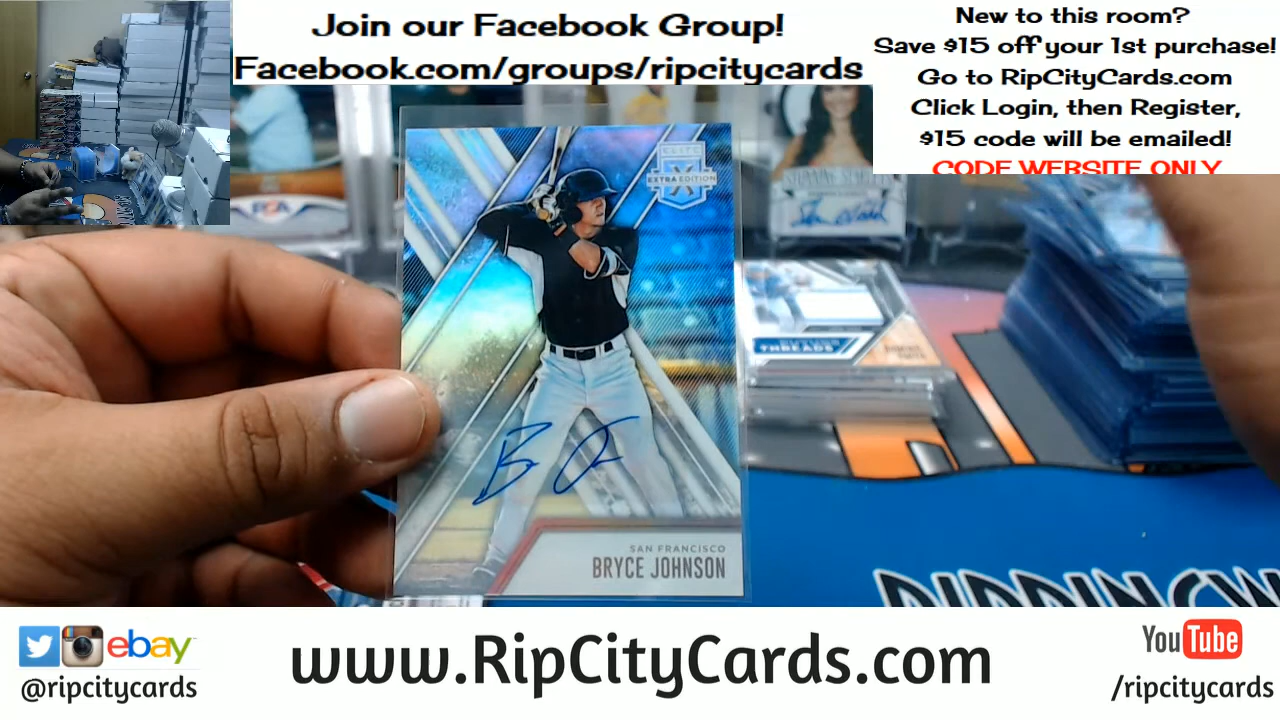 Join our Facebook Group!
Facebook.com/groups/ripcitycards
New to this room?
Save $15 off your 1st purchase!
Go to RipCityCards.com
Click Login, then Register,
$15 code will be emailed!
CODE WEBSITE ONLY
ELITE
EXTRA EDITION
SAN FRANCISCO
BRYCE JOHNSON
THREADS
ebay
@ripcitycards
www.RipCityCards.com
YouTube
/ripcitycards